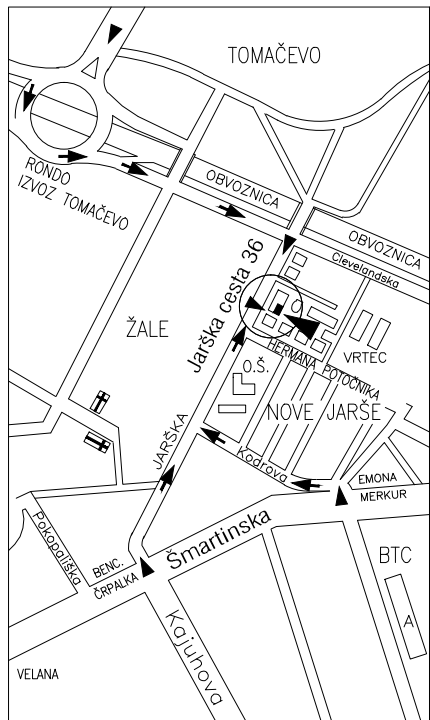 TOMAČEVO
RONDO
IZVOZ TOMAČEVO
OBVOZNICA
OBVOZNICA
Clevelandska
Jarška cesta 36
ŽALE
HERMANA POTOČNIKA
VRTEC
O.Š.
NOVE JARŠE
JARŠKA
Kodrova
EMONA
MERKUR
Pokopališka
Šmartinska
BENC.
ČRPALKA
BTC
A
Kajuhova
VELANA